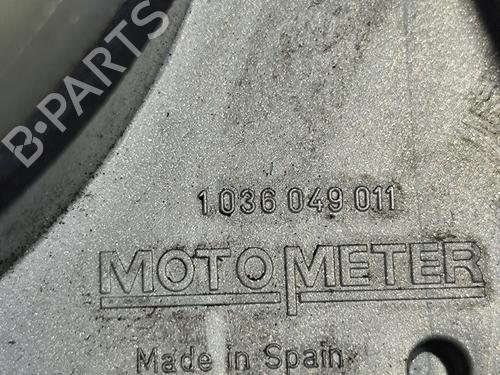 B-PARTS
1 036 049 011
MOTOMETER
Made in Spain